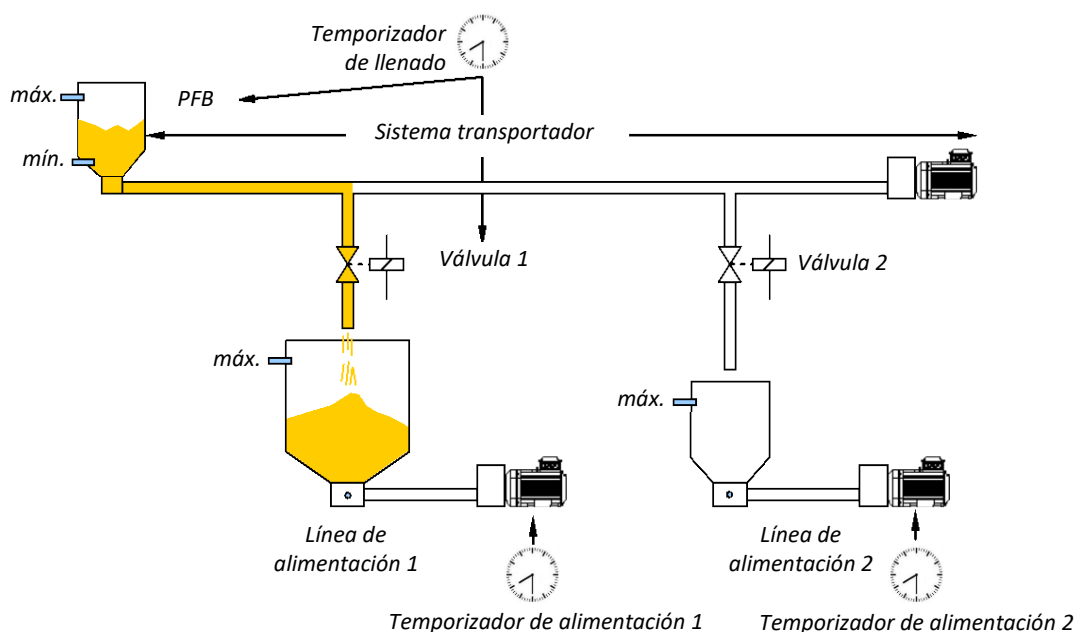 Temporizador
de llenado
máx.
PFB
Sistema transportador
mín.
Válvula 1
Válvula 2
máx.
máx.
Línea de
alimentación 1
Línea de
alimentación 2
Temporizador de alimentación 1
Temporizador de alimentación 2